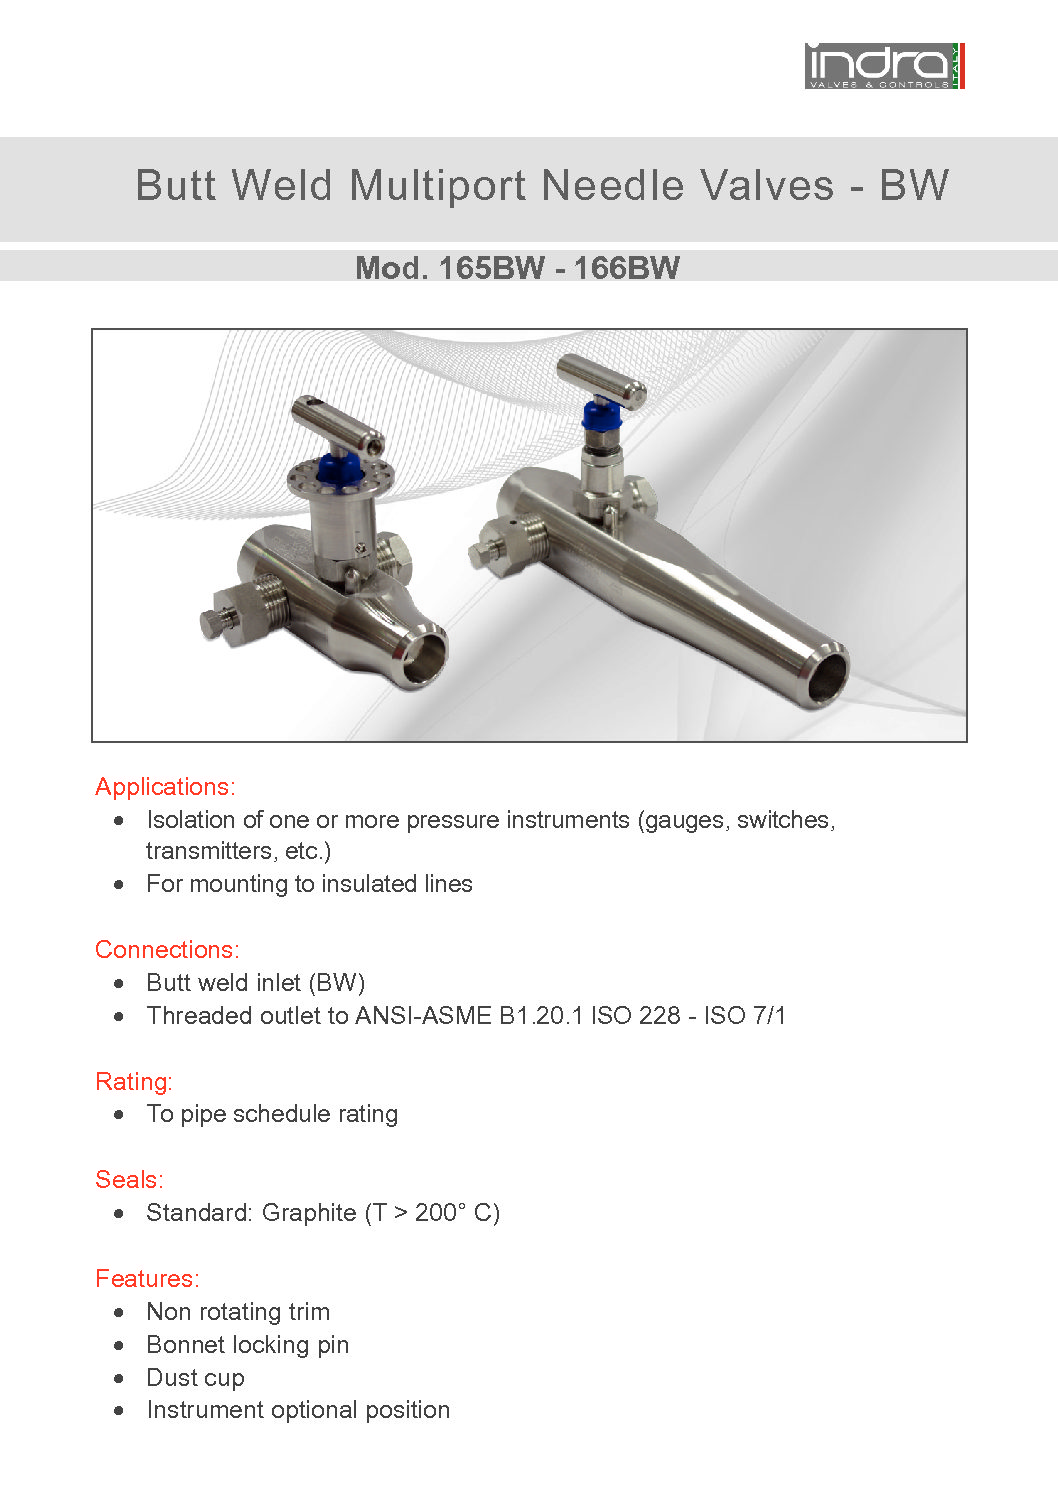 indra
VALVES & CONTROLS
ITALY
Butt Weld Multiport Needle Valves - BW
Mod. 165BW - 166BW
Applications:
• Isolation of one or more pressure instruments (gauges, switches,
transmitters, etc.)
• For mounting to insulated lines
Connections:
• Butt weld inlet (BW)
• Threaded outlet to ANSI-ASME B1.20.1 ISO 228 - ISO 7/1
Rating:
• To pipe schedule rating
Seals:
• Standard: Graphite (T > 200° C)
Features:
• Non rotating trim
• Bonnet locking pin
• Dust cup
• Instrument optional position